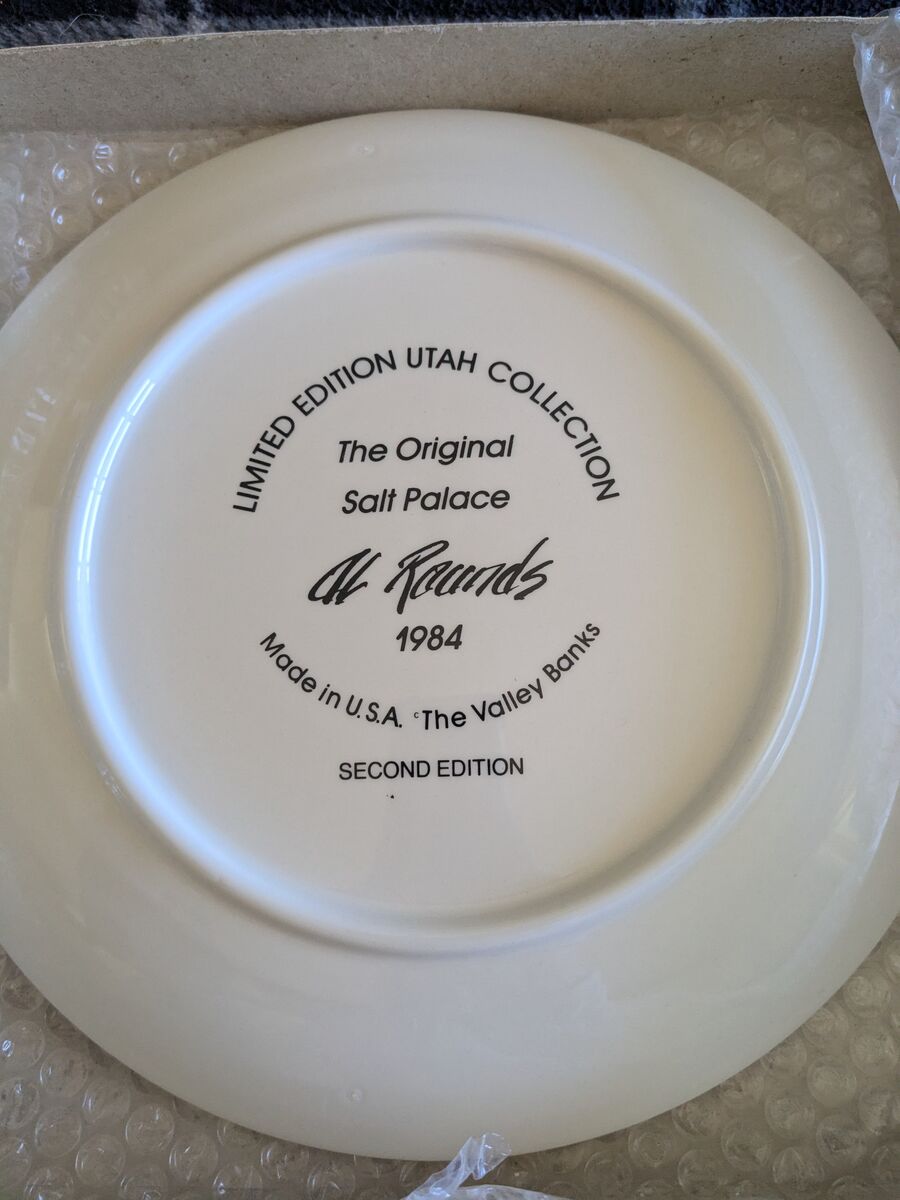 LIMITED EDITION UTAH COLLECTION
The Original
Salt Palace
Al Rounds
1984
Made in U.S.A. ©The Valley Banks
SECOND EDITION